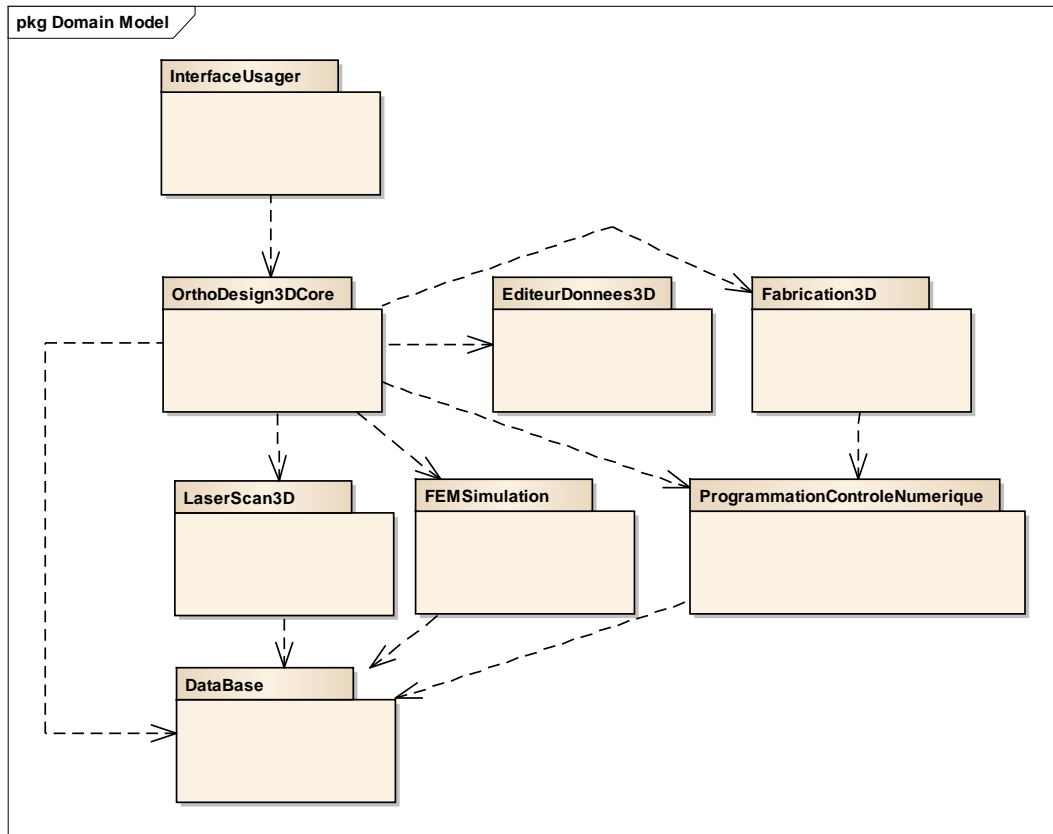 pkg Domain Model
InterfaceUsager
OrthoDesign3DCore
EditeurDonnees3D
Fabrication3D
LaserScan3D
FEMSimulation
ProgrammationControleNumerique
DataBase